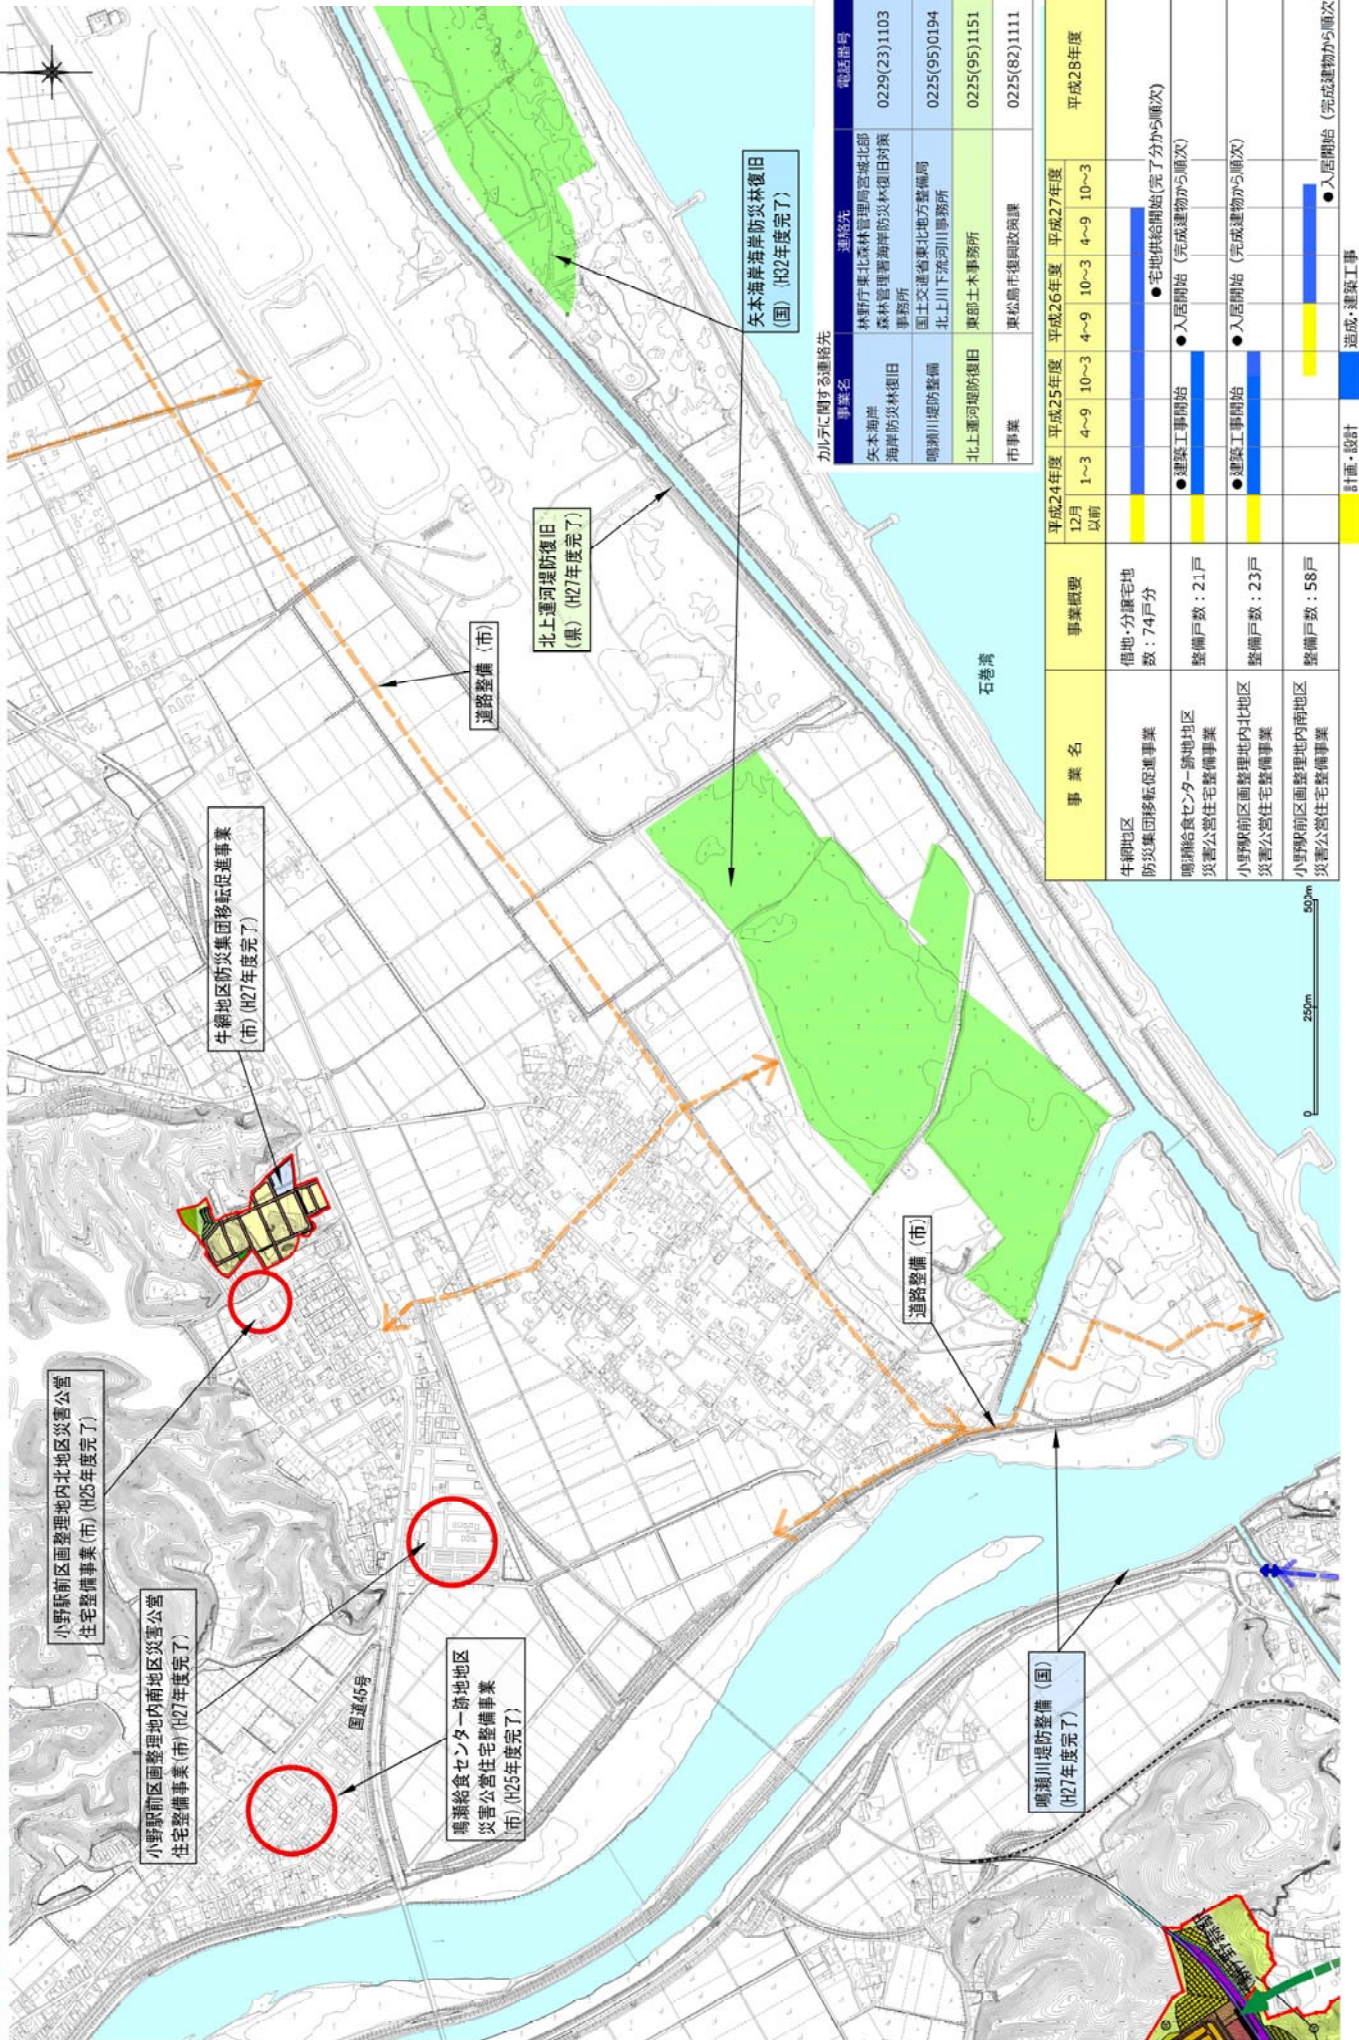 小野駅前区画整理地内北地区災害公営
住宅整備事業(市)(H25年度完了)
小野駅前区画整理地内南地区災害公営
住宅整備事業(市)(H27年度完了)
鳴瀬給食センター跡地地区
災害公営住宅整備事業
(市)(H25年度完了)
国道45号
牛網地区防災集団移転促進事業
(市)(H27年度完了)
道路整備(市)
北上運河堤防復旧
(県)(H27年度完了)
矢本海岸海岸防災林復旧
(国)(H32年度完了)
道路整備(市)
鳴瀬川堤防整備(国)
(H27年度完了)
石巻湾
0 250m 500m
カルテに関する連絡先
事業名 連絡先 電話番号
矢本海岸
海岸防災林復旧
林野庁東北森林管理局宮城北部
森林管理署海岸防災林復旧対策
事務所
0229(23)1103
鳴瀬川堤防整備
国土交通省東北地方整備局
北上川下流河川事務所
0225(95)0194
北上運河堤防復旧 東部土木事務所 0225(95)1151
市事業 東松島市復興政策課 0225(82)1111
事業名 事業概要 平成24年度 平成25年度 平成26年度 平成27年度 平成28年度
12月
以前
1~3 4~9 10~3 4~9 10~3 4~9 10~3
牛網地区
防災集団移転促進事業
借地・分譲宅地
数:74戸分
●宅地供給開始(完了分から順次)
鳴瀬給食センター跡地地区
災害公営住宅整備事業
整備戸数:21戸
●建築工事開始 ●入居開始(完成建物から順次)
小野駅前区画整理地内北地区
災害公営住宅整備事業
整備戸数:23戸
●建築工事開始 ●入居開始(完成建物から順次)
小野駅前区画整理地内南地区
災害公営住宅整備事業
整備戸数:58戸
●入居開始(完成建物から順次)
計画・設計 造成・建築工事